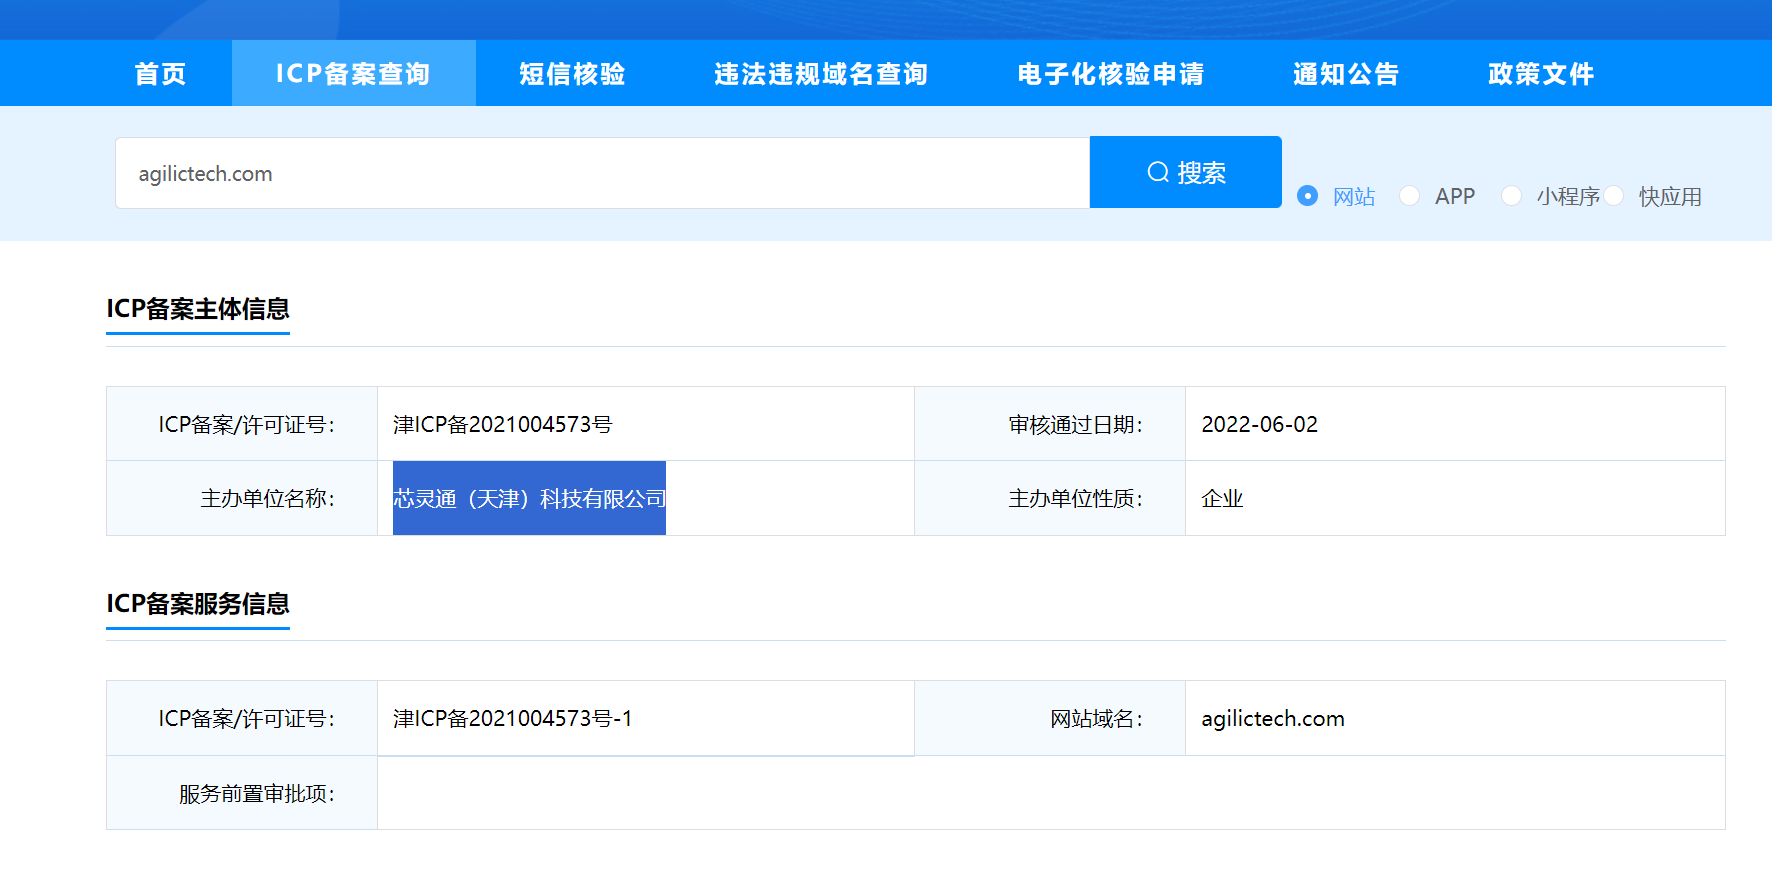 首页 ICP备案查询 短信核验 违法违规域名查询 电子化核验申请 通知公告 政策文件
agilictech.com 搜索 网站 APP 小程序 快应用
ICP备案主体信息
ICP备案/许可证号： 津ICP备2021004573号 审核通过日期： 2022-06-02
主办单位名称： 芯灵通（天津）科技有限公司 主办单位性质： 企业
ICP备案服务信息
ICP备案/许可证号： 津ICP备2021004573号-1 网站域名： agilictech.com
服务前置审批项：